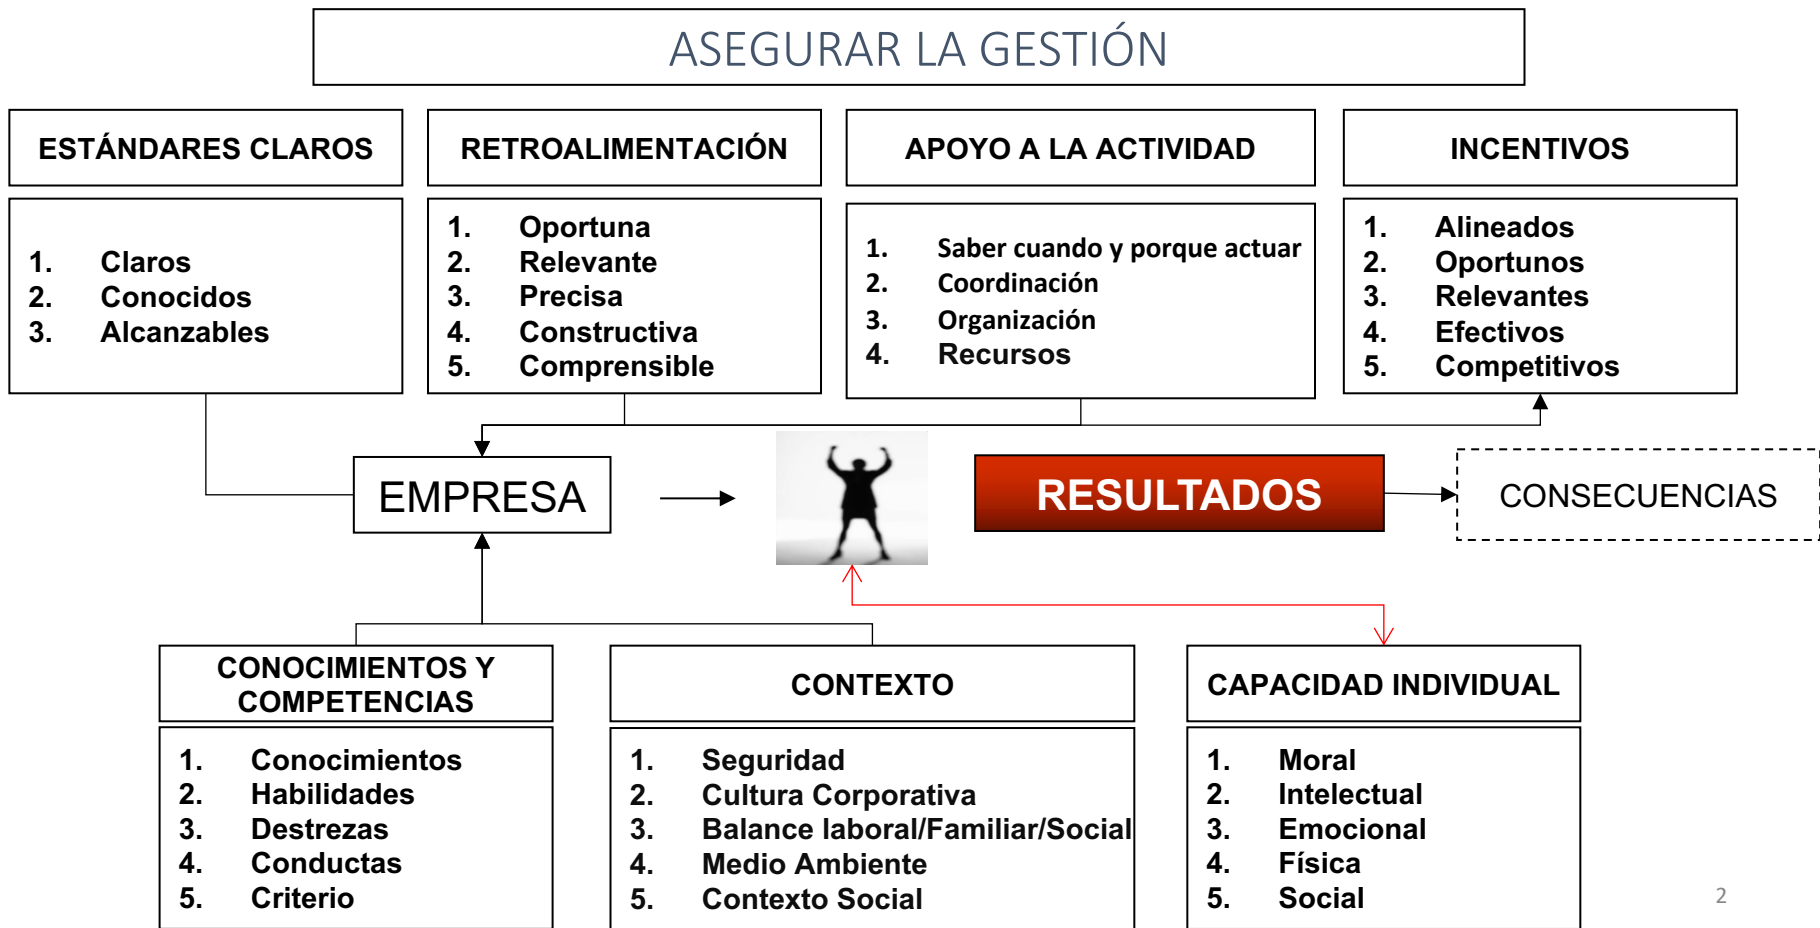 ASEGURAR LA GESTIÓN
ESTÁNDARES CLAROS
1. Claros
2. Conocidos
3. Alcanzables
RETROALIMENTACIÓN
1. Oportuna
2. Relevante
3. Precisa
4. Constructiva
5. Comprensible
APOYO A LA ACTIVIDAD
1. Saber cuando y porque actuar
2. Coordinación
3. Organización
4. Recursos
INCENTIVOS
1. Alineados
2. Oportunos
3. Relevantes
4. Efectivos
5. Competitivos
EMPRESA
RESULTADOS
CONSECUENCIAS
CONOCIMIENTOS Y
COMPETENCIAS
1. Conocimientos
2. Habilidades
3. Destrezas
4. Conductas
5. Criterio
CONTEXTO
1. Seguridad
2. Cultura Corporativa
3. Balance laboral/Familiar/Social
4. Medio Ambiente
5. Contexto Social
CAPACIDAD INDIVIDUAL
1. Moral
2. Intelectual
3. Emocional
4. Física
5. Social
2